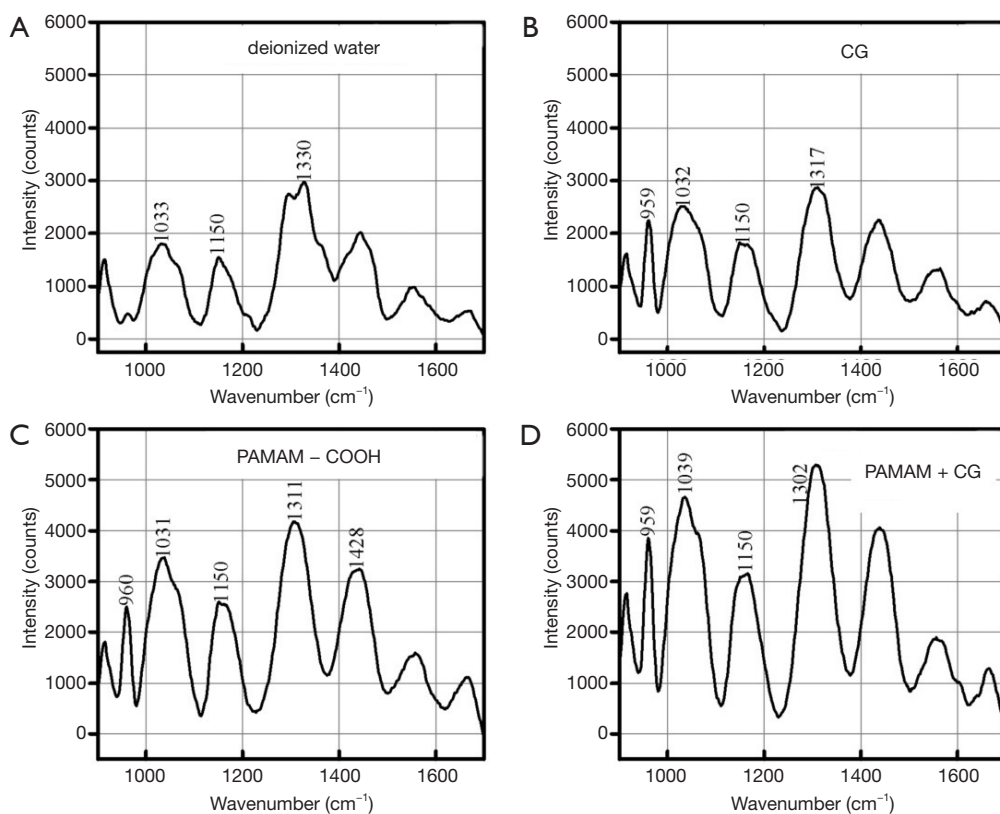 A
deionized water
Intensity (counts)
6000
5000
4000
3000
2000
1000
0
1033
1150
1330
1000 1200 1400 1600
Wavenumber (cm⁻¹)
B
CG
Intensity (counts)
6000
5000
4000
3000
2000
1000
0
959
1032
1150
1317
1000 1200 1400 1600
Wavenumber (cm⁻¹)
C
PAMAM – COOH
Intensity (counts)
6000
5000
4000
3000
2000
1000
0
960
1031
1150
1311
1428
1000 1200 1400 1600
Wavenumber (cm⁻¹)
D
PAMAM + CG
Intensity (counts)
6000
5000
4000
3000
2000
1000
0
959
1039
1150
1302
1000 1200 1400 1600
Wavenumber (cm⁻¹)